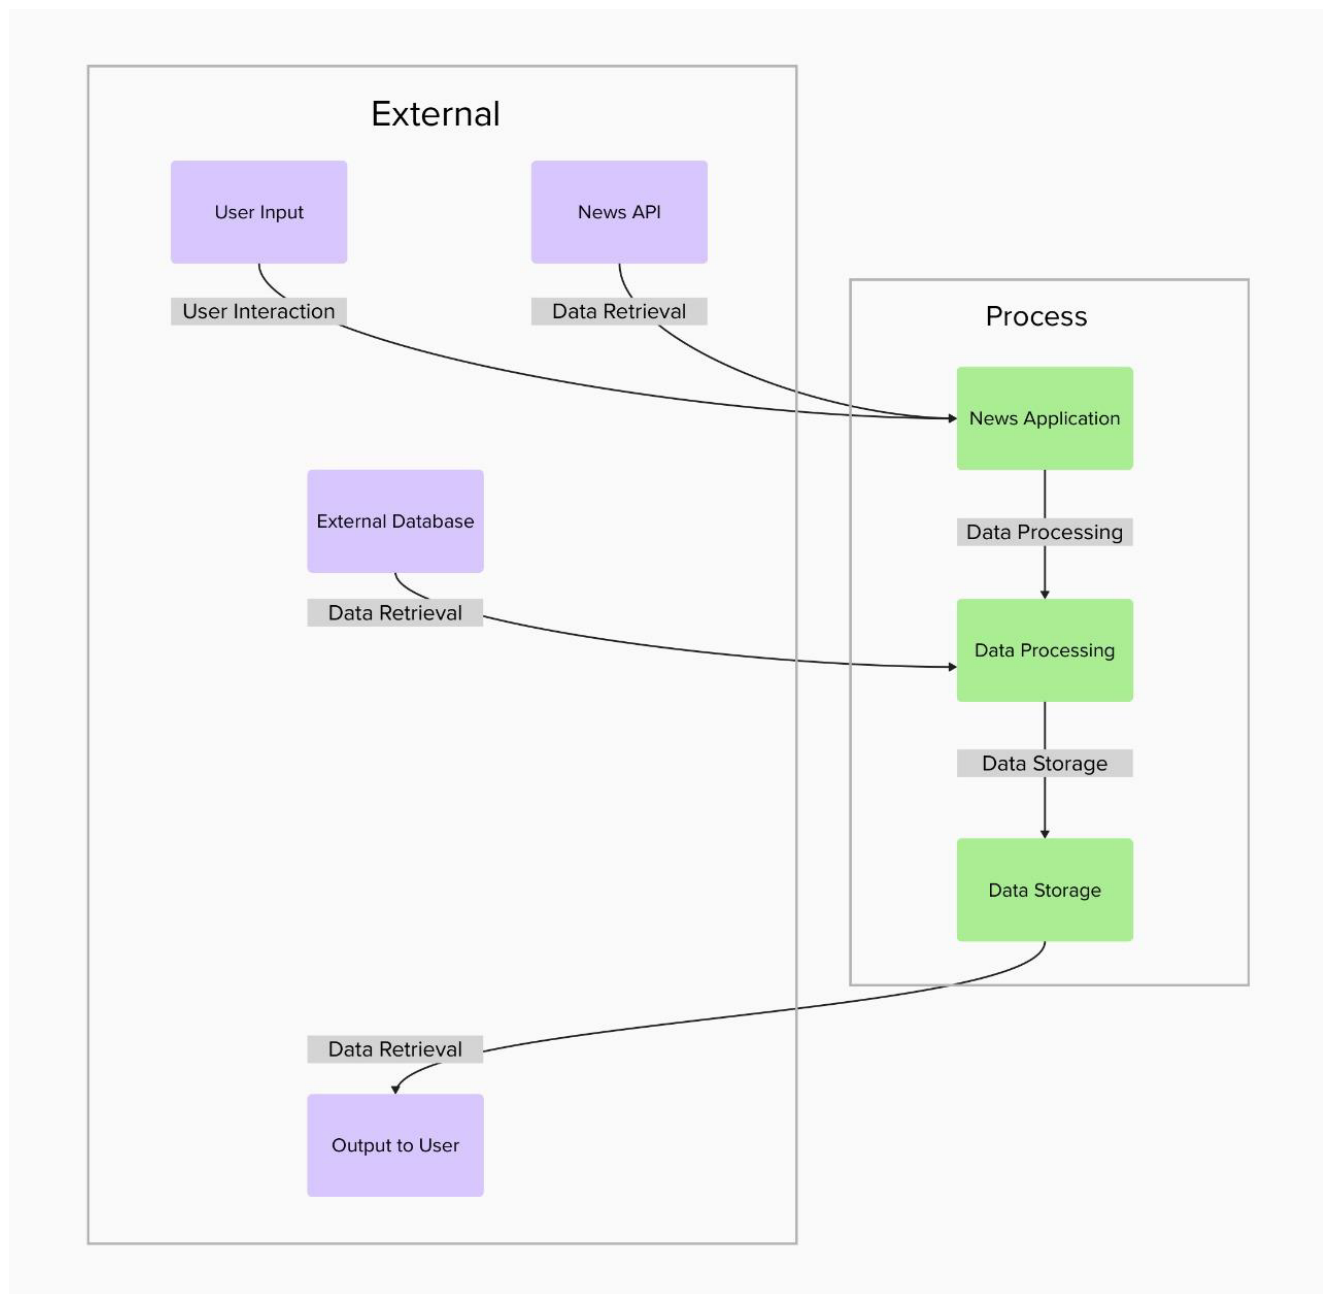 External
User Input
News API
User Interaction
Data Retrieval
Process
News Application
External Database
Data Processing
Data Retrieval
Data Processing
Data Storage
Data Storage
Data Retrieval
Output to User